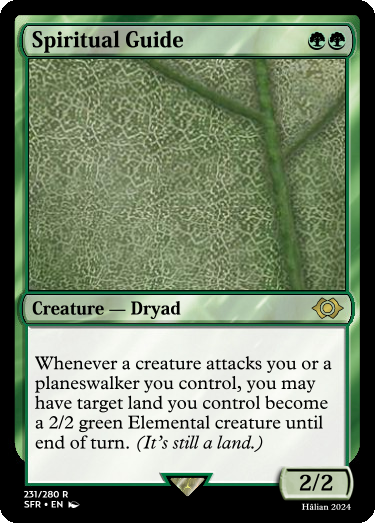 Spiritual Guide
Creature — Dryad
Whenever a creature attacks you or a
planeswalker you control, you may
have target land you control become
a 2/2 green Elemental creature until
end of turn. (It's still a land.)
2/2
231/280 R
SFR • EN
Hālian 2024